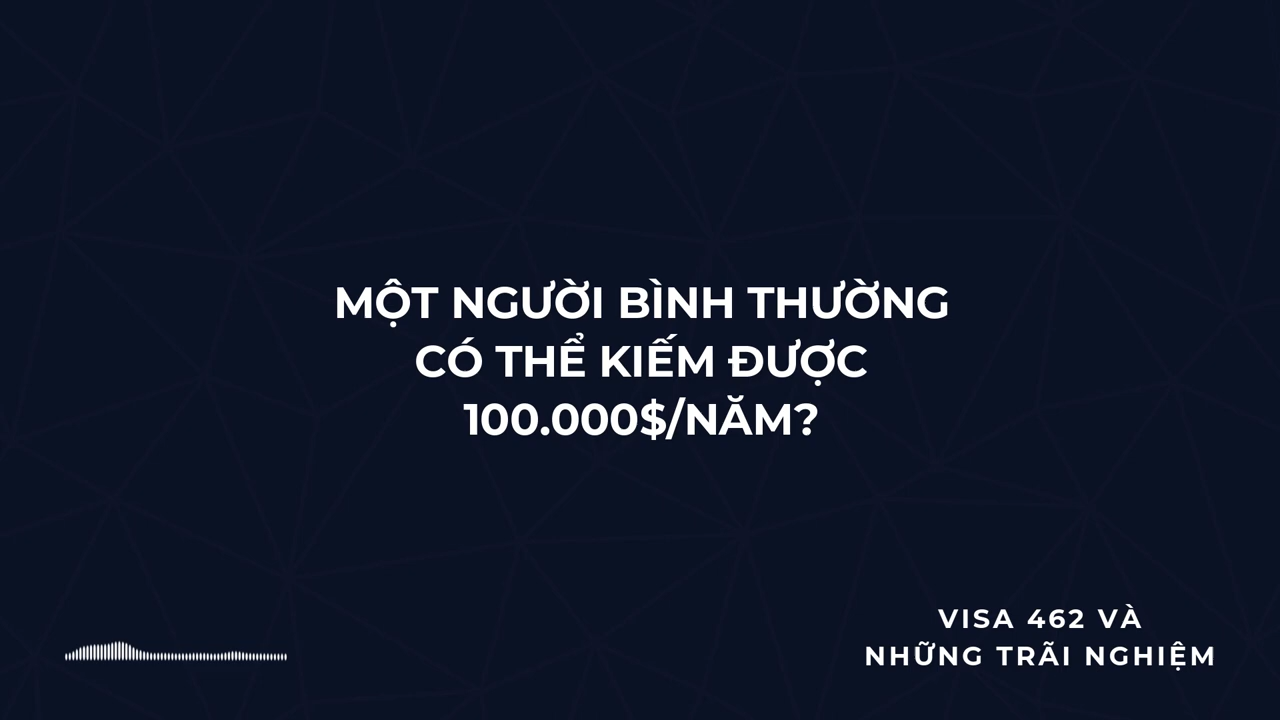 MỘT NGƯỜI BÌNH THƯỜNG
CÓ THỂ KIẾM ĐƯỢC
100.000$/NĂM?
VISA 462 VÀ
NHỮNG TRÃI NGHIỆM